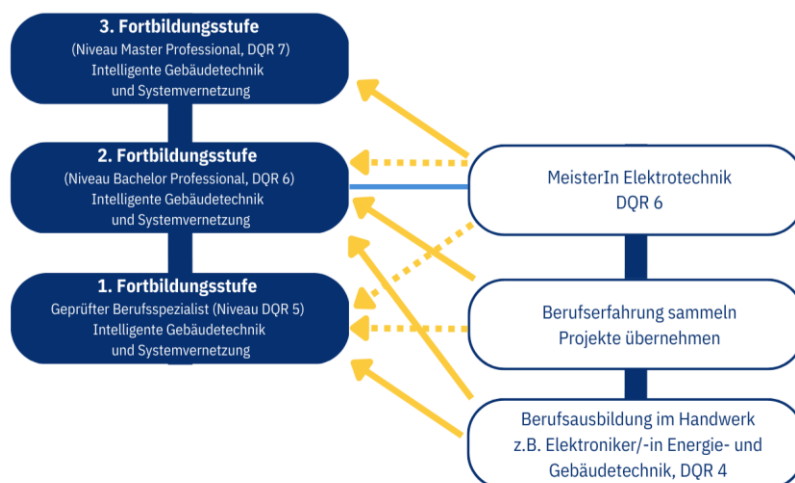 3. Fortbildungsstufe
(Niveau Master Professional, DQR 7)
Intelligente Gebäudetechnik
und Systemvernetzung
2. Fortbildungsstufe
(Niveau Bachelor Professional, DQR 6)
Intelligente Gebäudetechnik
und Systemvernetzung
1. Fortbildungsstufe
Geprüfter Berufsspezialist (Niveau DQR 5)
Intelligente Gebäudetechnik
und Systemvernetzung
MeisterIn Elektrotechnik
DQR 6
Berufserfahrung sammeln
Projekte übernehmen
Berufsausbildung im Handwerk
z.B. Elektroniker/-in Energie- und
Gebäudetechnik, DQR 4